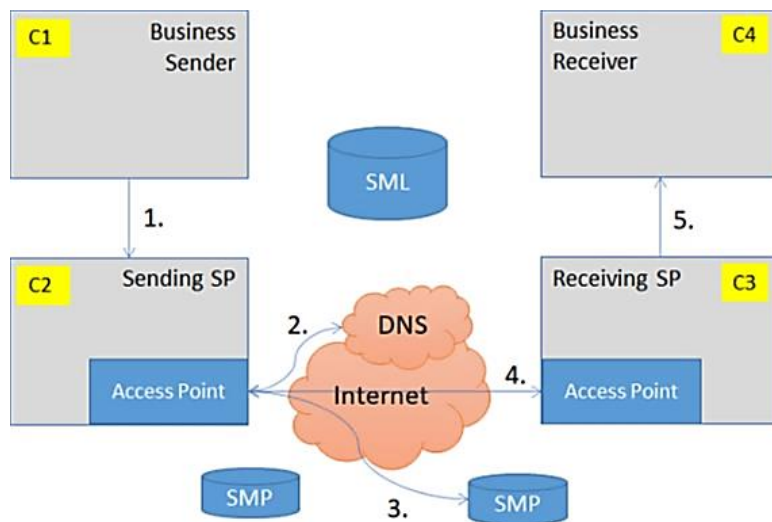 C1
Business
Sender
Business
Receiver
C4
SML
1.
5.
C2
Sending SP
Receiving SP
C3
2.
DNS
Access Point
Internet
4.
Access Point
SMP
3.
SMP